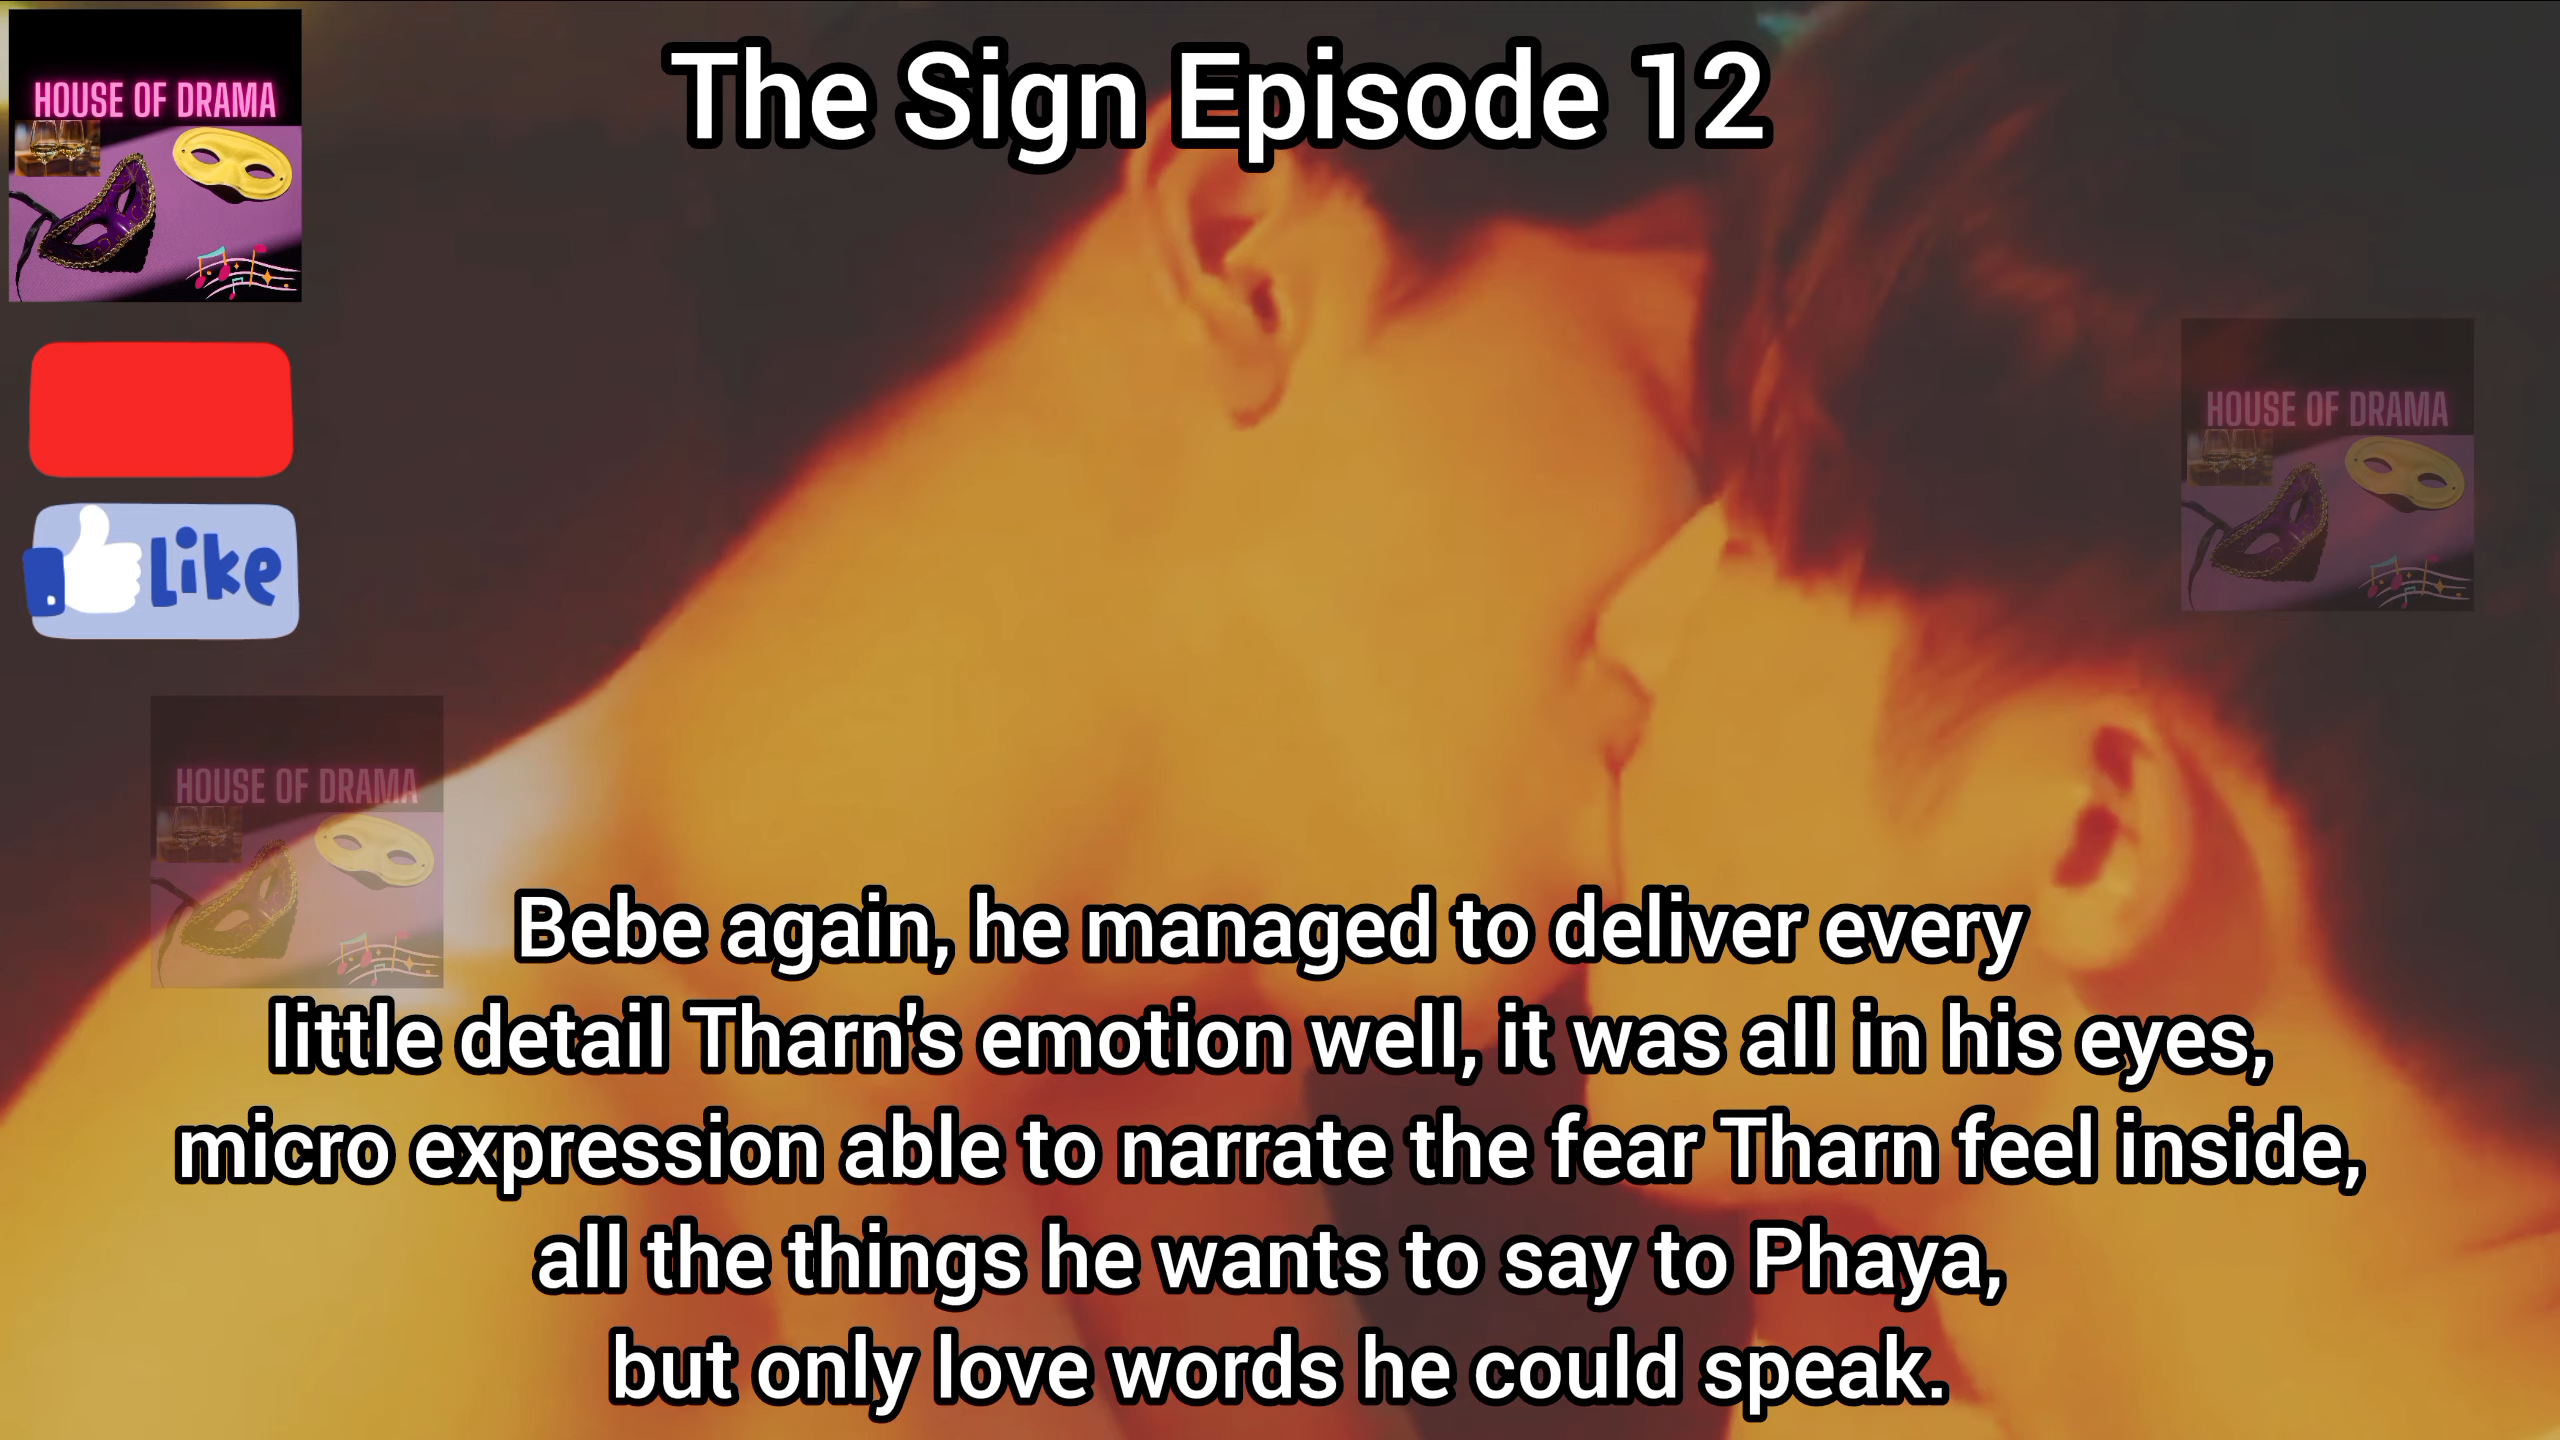 The Sign Episode 12
HOUSE OF DRAMA
Like
HOUSE OF DRAMA
HOUSE OF DRAMA
Bebe again, he managed to deliver every
little detail Tharn's emotion well, it was all in his eyes,
micro expression able to narrate the fear Tharn feel inside,
all the things he wants to say to Phaya,
but only love words he could speak.